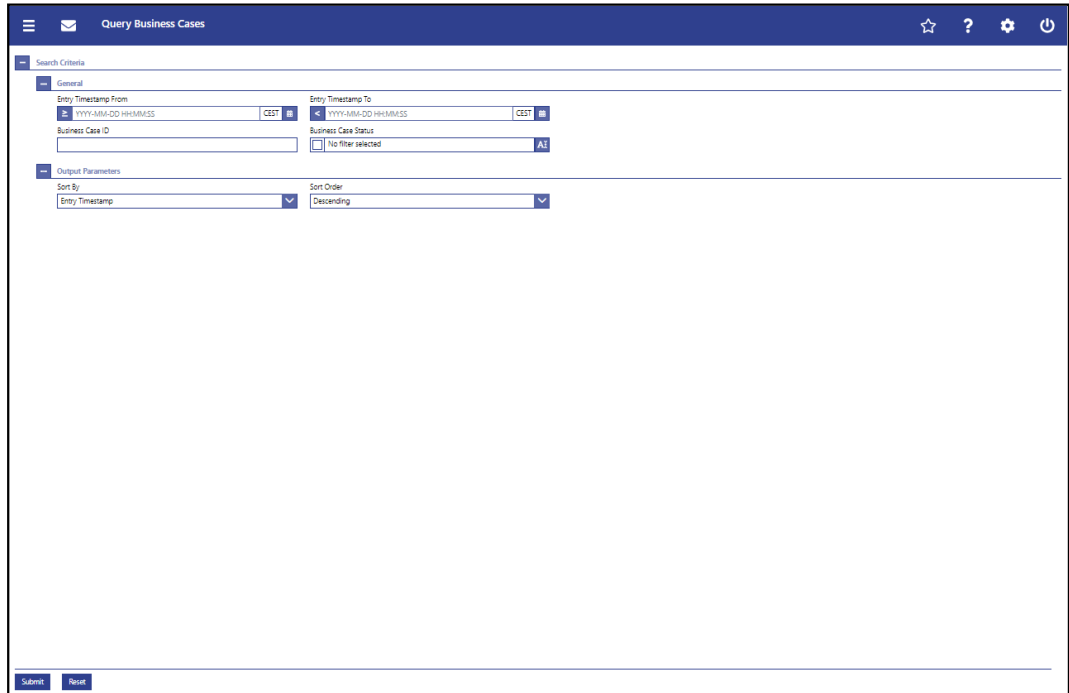 Query Business Cases
?
Search Criteria
General
Entry Timestamp From
Entry Timestamp To
≥ YYYY-MM-DD HH:MM:SS CEST
< YYYY-MM-DD HH:MM:SS CEST
Business Case ID
Business Case Status
No filter selected
Output Parameters
Sort By
Sort Order
Entry Timestamp
Descending
Submit Reset